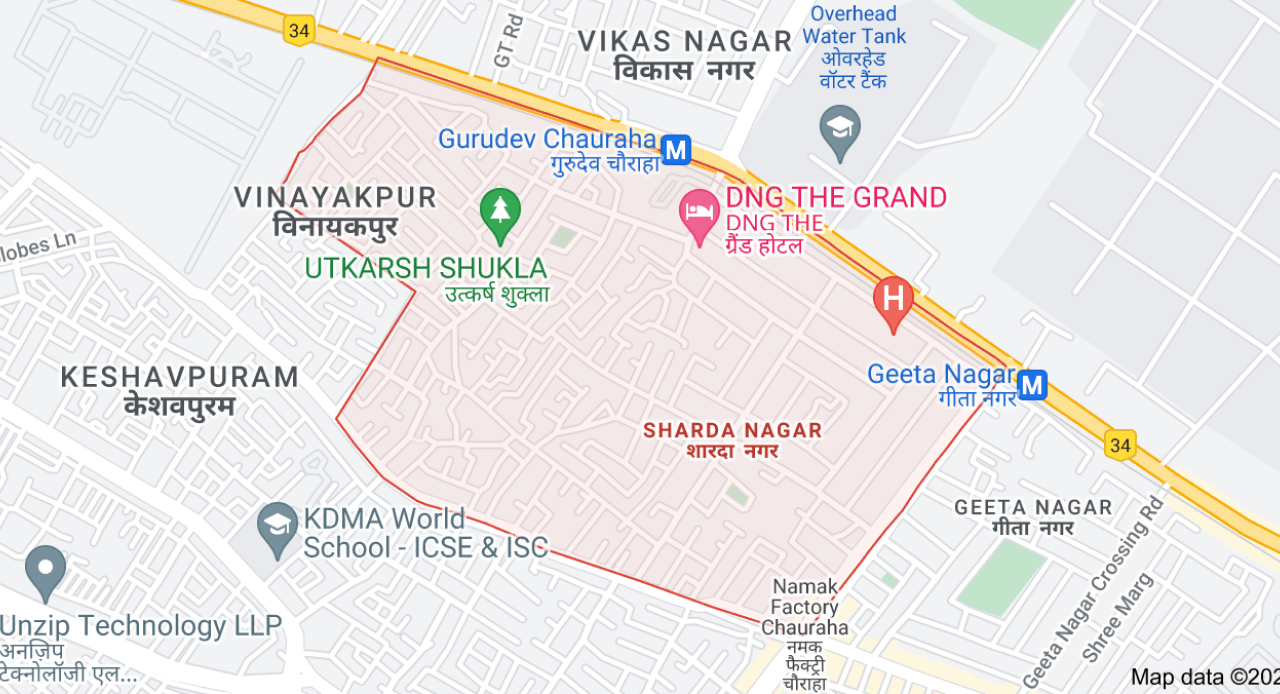 34
GT Rd
VIKAS NAGAR
विकास नगर
Overhead
Water Tank
ओवरहेड
वॉटर टैंक
Gurudev Chauraha
गुरुदेव चौराहा
M
VINAYAKPUR
विनायकपुर
DNG THE GRAND
DNG THE
ग्रैंड होटल
lobes Ln
UTKARSH SHUKLA
उत्कर्ष शुक्ला
H
KESHAVPURAM
केशवपुरम
Geeta Nagar
गीता नगर
M
SHARDA NAGAR
शारदा नगर
34
GEETA NAGAR
गीता नगर
KDMA World
School - ICSE & ISC
Geeta Nagar Crossing Rd
Shree Marg
Namak
Factory
Chauraha
नमक
फैक्ट्री
चौराहा
Unzip Technology LLP
अनज़िप
टेक्नोलॉजी एल...
Map data ©202